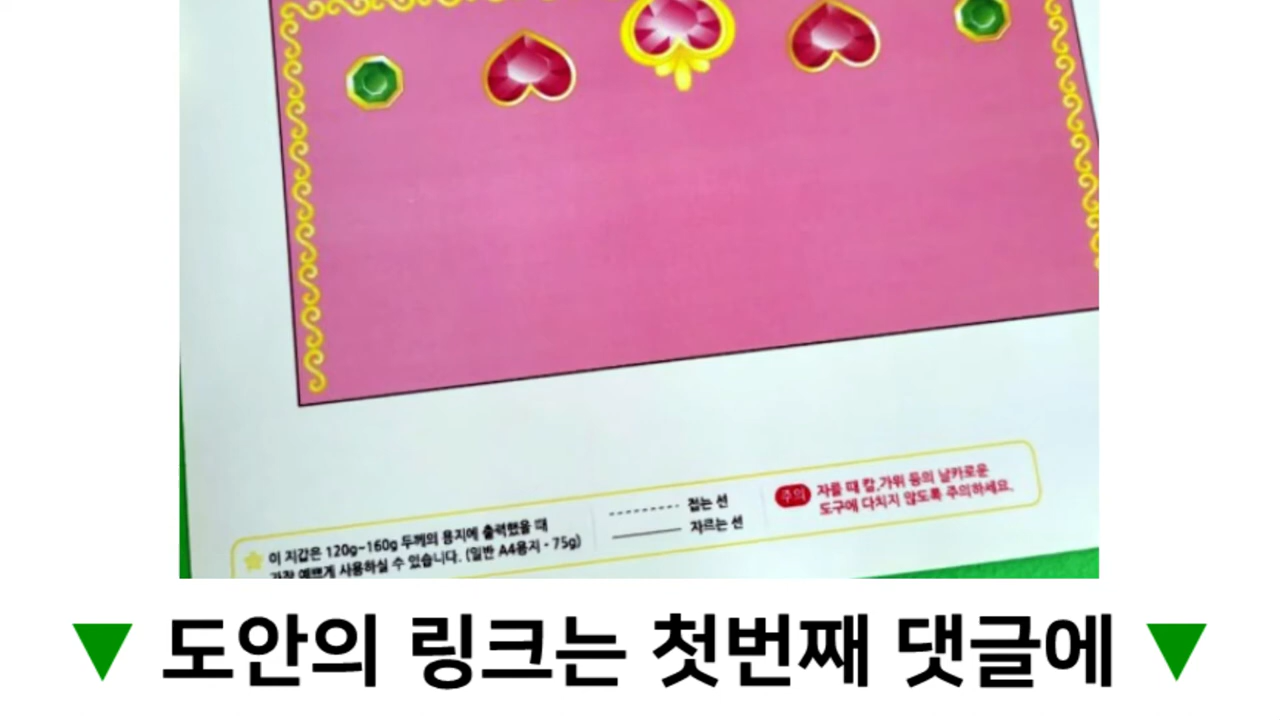 이 지갑은 120g~160g 두께의 용지에 출력했을 때
가장 예쁘게 사용하실 수 있습니다. (일반 A4용지 - 75g)
접는 선
자르는 선
주의
자를 때 칼,가위 등의 날카로운
도구에 다치지 않도록 주의하세요.
▼ 도안의 링크는 첫번째 댓글에 ▼